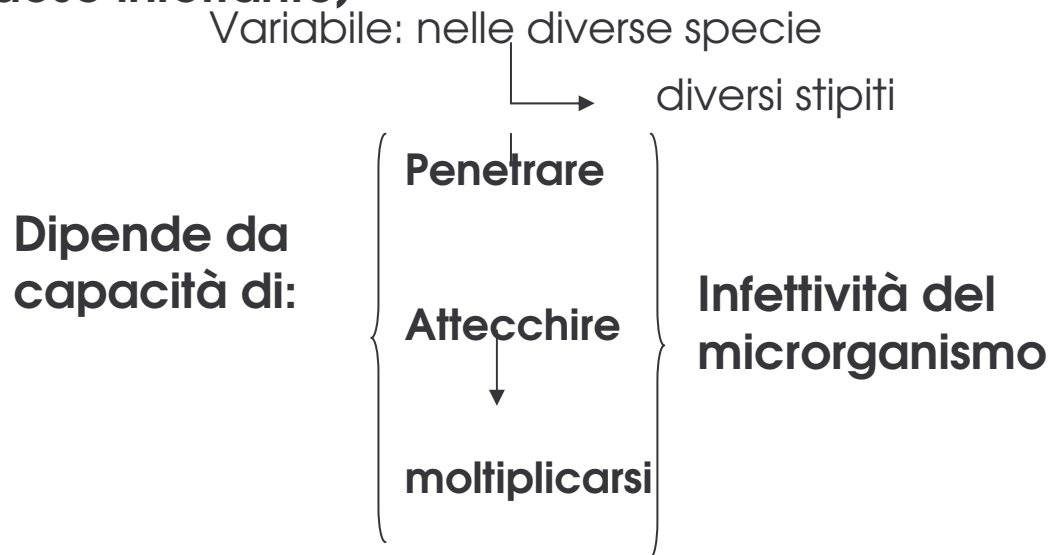 Variabile: nelle diverse specie
diversi stipiti
Dipende da
capacità di:
Penetrare
Attecchire
moltiplicarsi
Infettività del
microrganismo